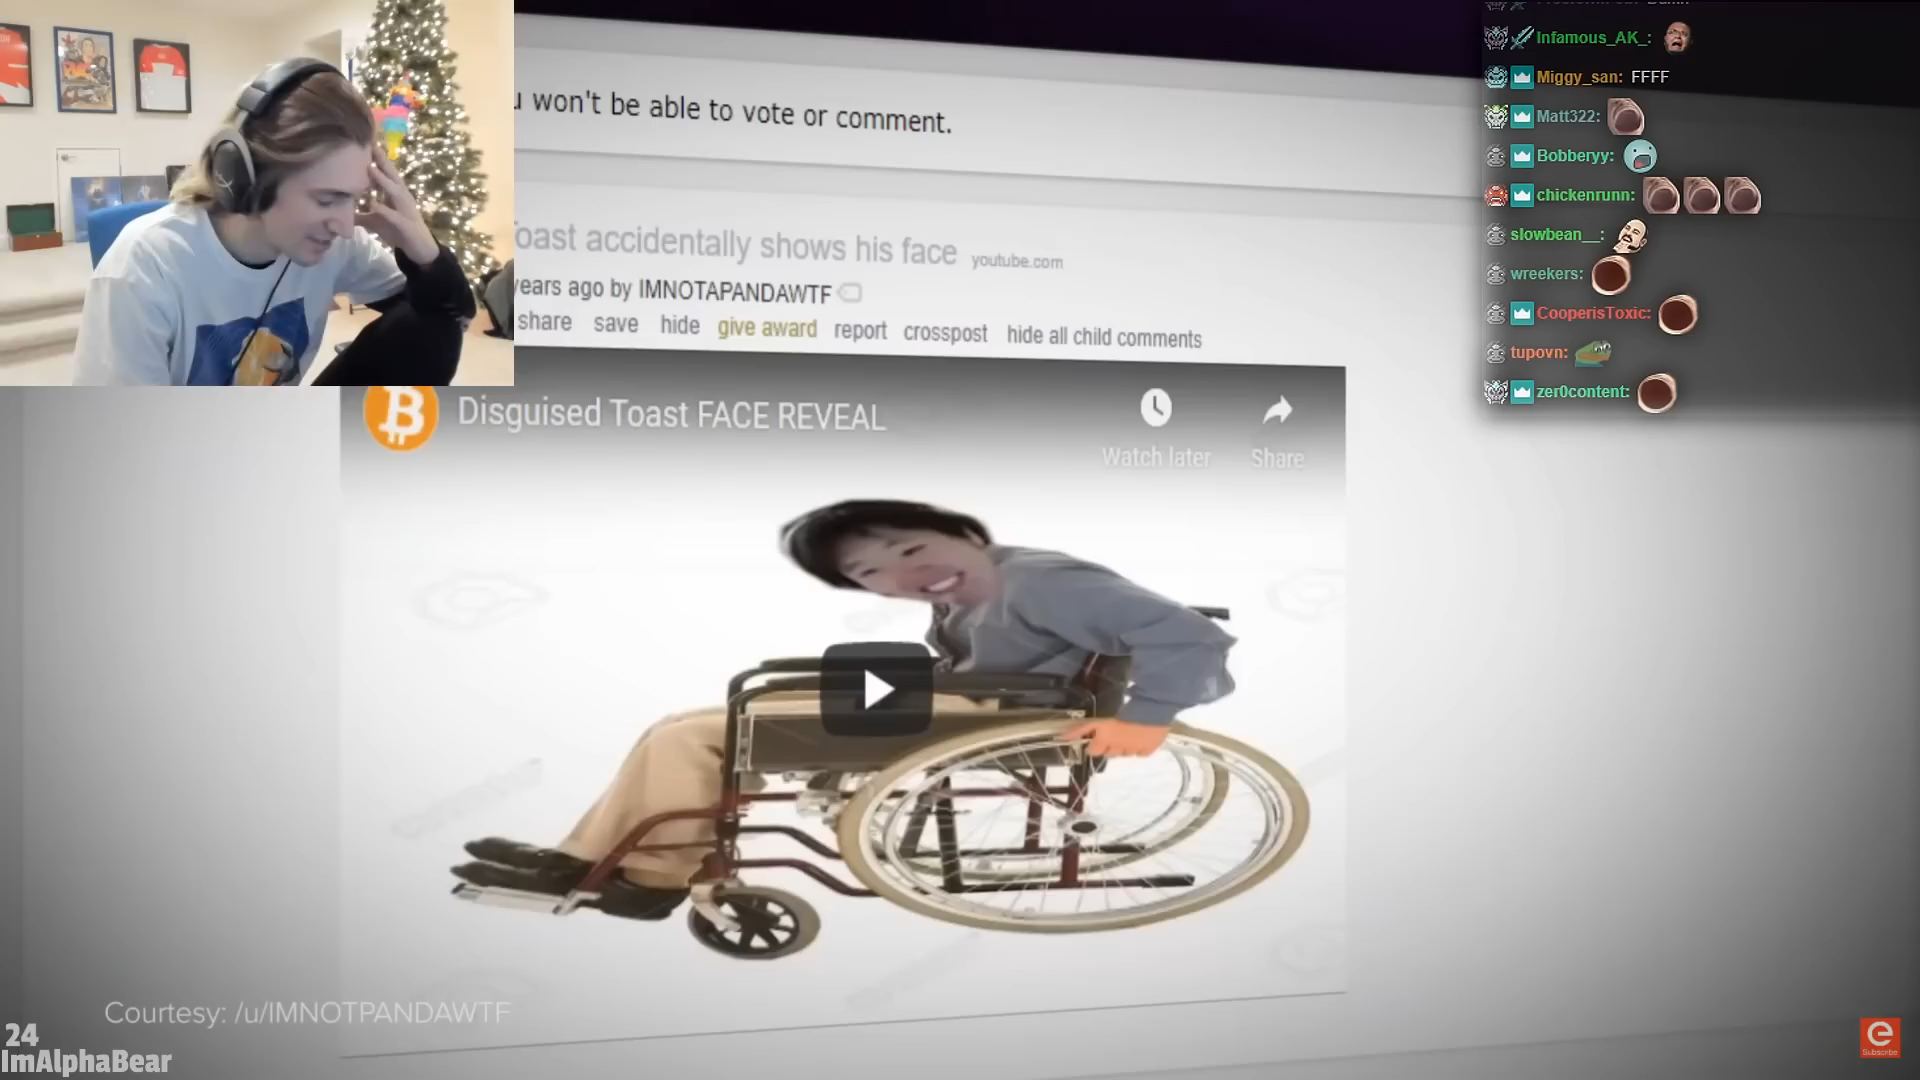 won't be able to vote or comment.
oast accidentally shows his face youtube.com
years ago by IMNOTAPANDAWTF
share save hide give award report crosspost hide all child comments
Disguised Toast FACE REVEAL
Watch later
Share
Courtesy: /u/IMNOTPANDAWTF
24
ImAlphaBear
Infamous_AK_:
Miggy_san: FFFF
Matt322:
Bobberyy:
chickenrunn:
slowbean__:
wreekers:
CooperisToxic:
tupovn:
zer0content:
Subscribe